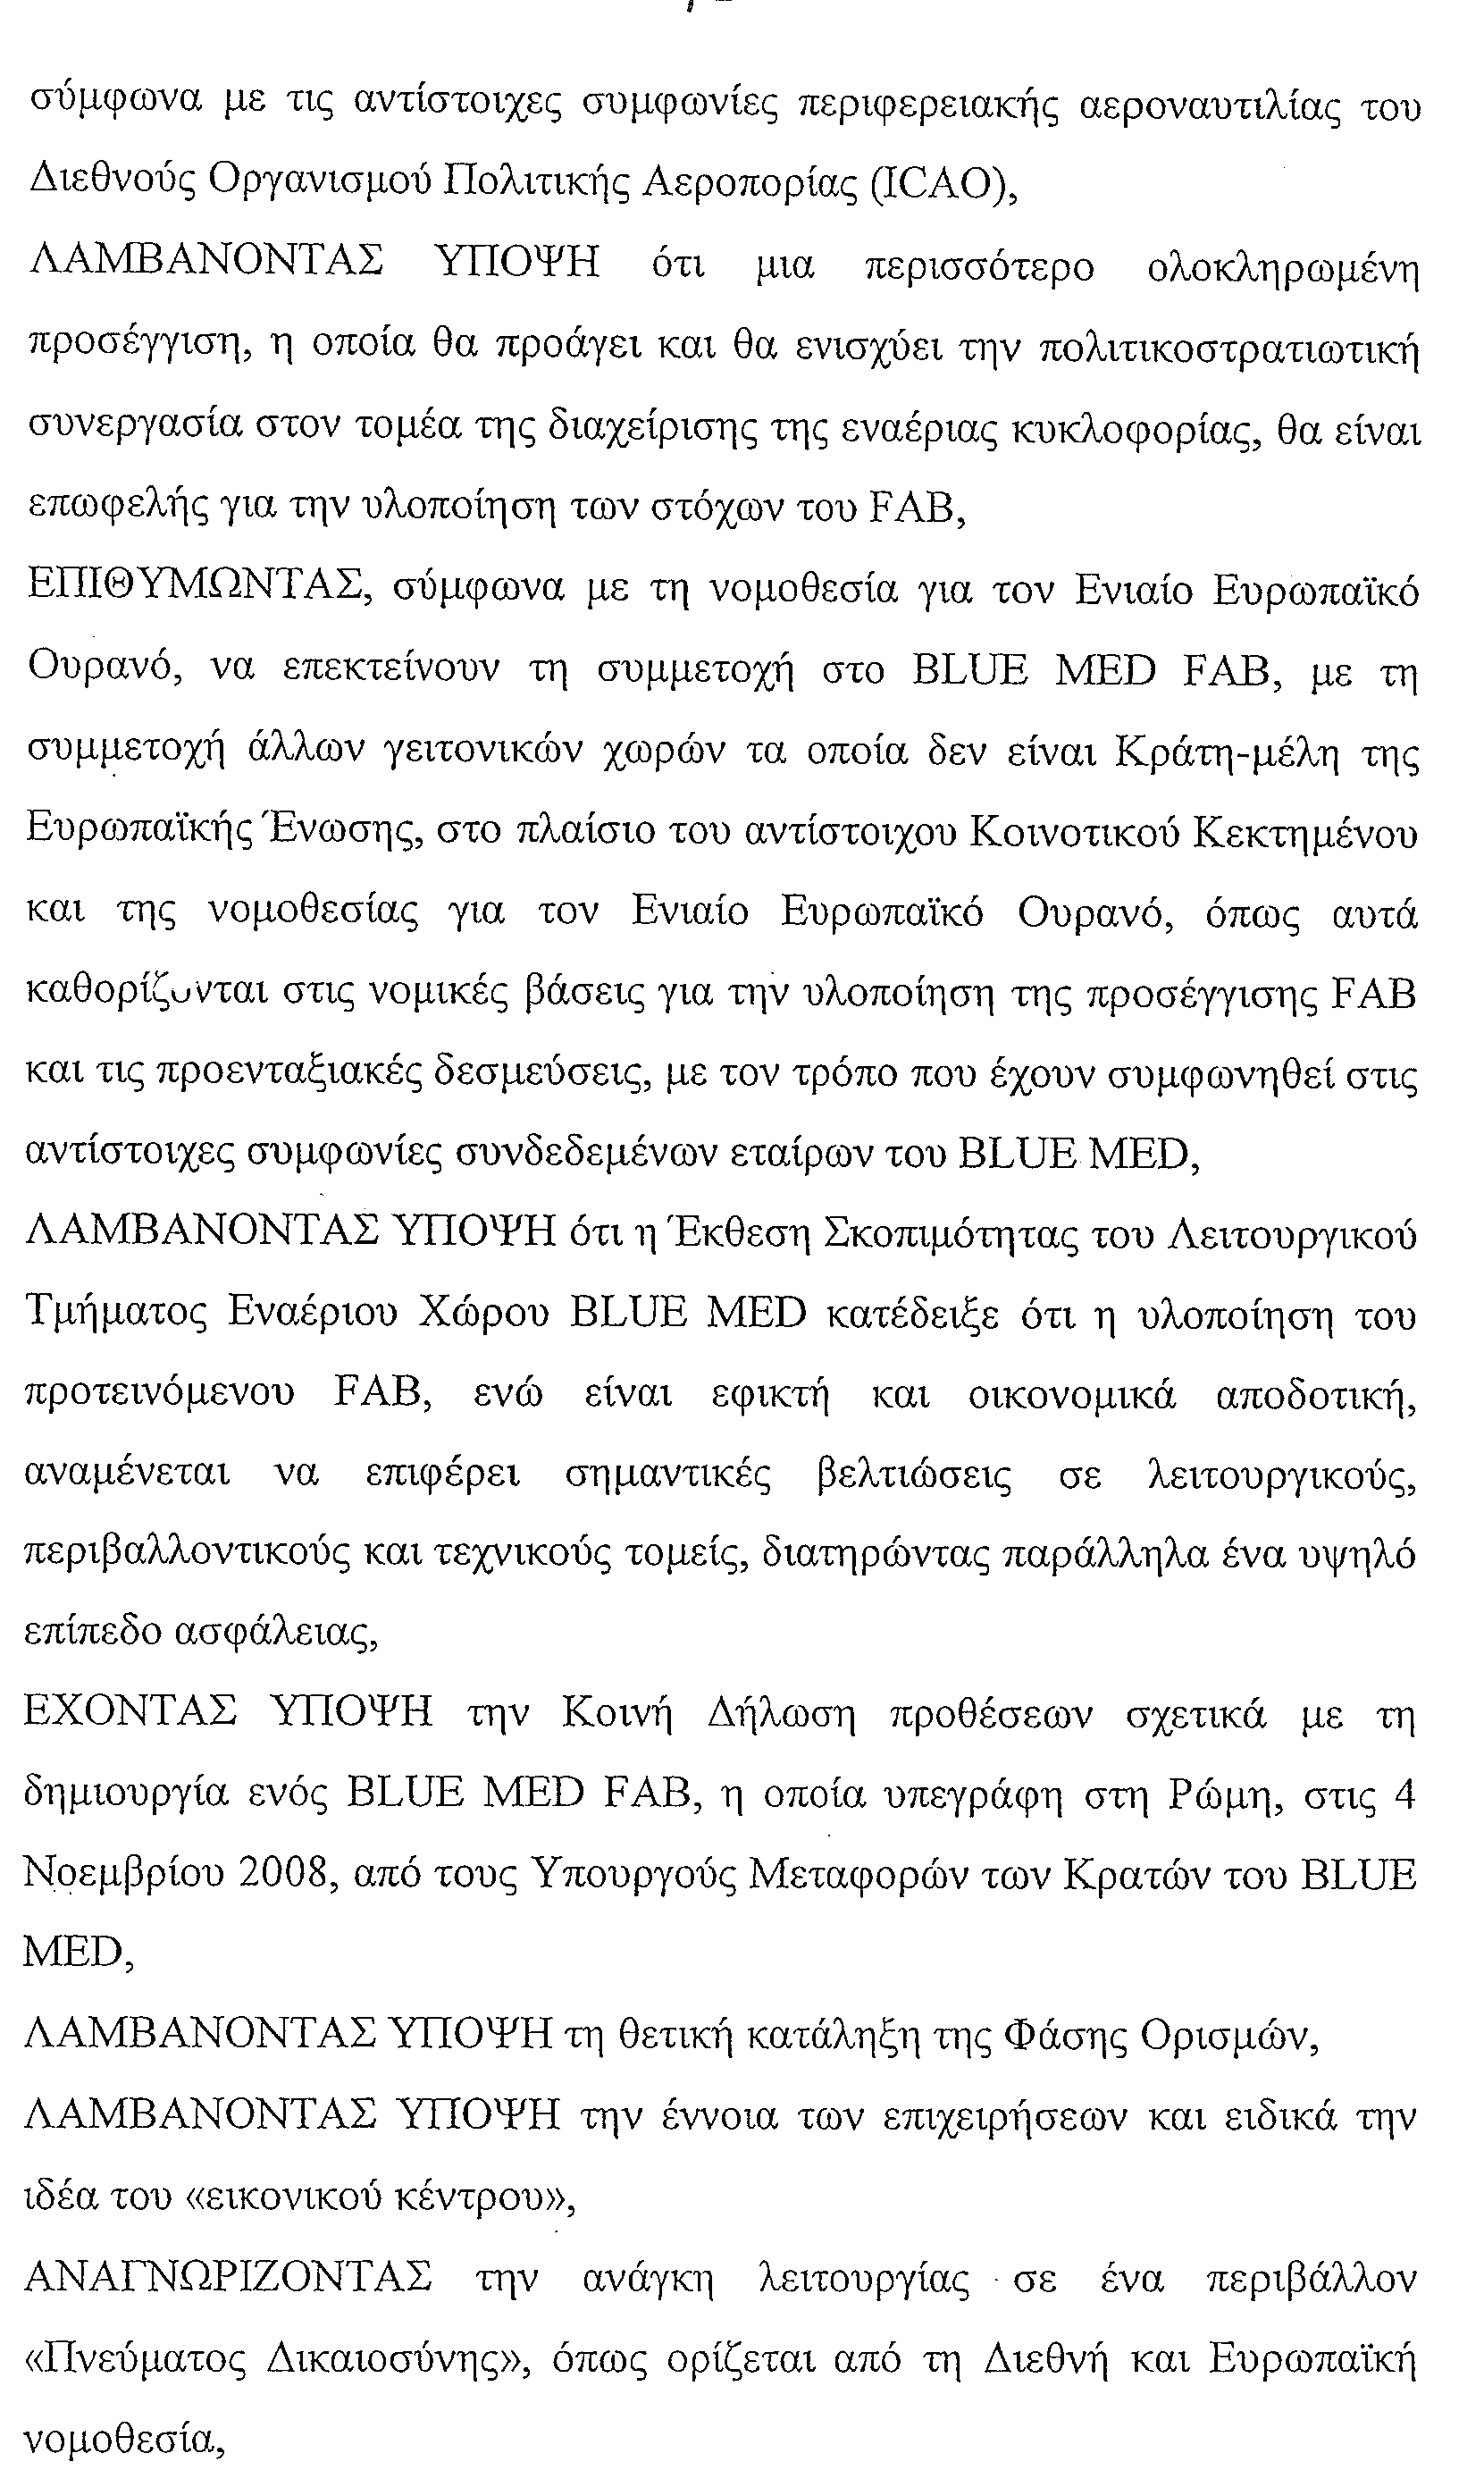 σύμφωνα με τις αντίστοιχες συμφωνίες περιφερειακής αεροναυτιλίας του
Διεθνούς Οργανισμού Πολιτικής Αεροπορίας (ICAO),
ΛΑΜΒΑΝΟΝΤΑΣ ΥΠΟΨΗ ότι μια περισσότερο ολοκληρωμένη
προσέγγιση, η οποία θα προάγει και θα ενισχύει την πολιτικοστρατιωτική
συνεργασία στον τομέα της διαχείρισης της εναέριας κυκλοφορίας, θα είναι
επωφελής για την υλοποίηση των στόχων του FAB,
ΕΠΙΘΥΜΩΝΤΑΣ, σύμφωνα με τη νομοθεσία για τον Ενιαίο Ευρωπαϊκό
Ουρανό, να επεκτείνουν τη συμμετοχή στο BLUE MED FAB, με τη
συμμετοχή άλλων γειτονικών χωρών τα οποία δεν είναι Κράτη-μέλη της
Ευρωπαϊκής Ένωσης, στο πλαίσιο του αντίστοιχου Κοινοτικού Κεκτημένου
και της νομοθεσίας για τον Ενιαίο Ευρωπαϊκό Ουρανό, όπως αυτά
καθορίζονται στις νομικές βάσεις για την υλοποίηση της προσέγγισης FAB
και τις προενταξιακές δεσμεύσεις, με τον τρόπο που έχουν συμφωνηθεί στις
αντίστοιχες συμφωνίες συνδεδεμένων εταίρων του BLUE MED,
ΛΑΜΒΑΝΟΝΤΑΣ ΥΠΟΨΗ ότι η Έκθεση Σκοπιμότητας του Λειτουργικού
Τμήματος Εναέριου Χώρου BLUE MED κατέδειξε ότι η υλοποίηση του
προτεινόμενου FAB, ενώ είναι εφικτή και οικονομικά αποδοτική,
αναμένεται να επιφέρει σημαντικές βελτιώσεις σε λειτουργικούς,
περιβαλλοντικούς και τεχνικούς τομείς, διατηρώντας παράλληλα ένα υψηλό
επίπεδο ασφάλειας,
ΕΧΟΝΤΑΣ ΥΠΟΨΗ την Κοινή Δήλωση προθέσεων σχετικά με τη
δημιουργία ενός BLUE MED FAB, η οποία υπεγράφη στη Ρώμη, στις 4
Νοεμβρίου 2008, από τους Υπουργούς Μεταφορών των Κρατών του BLUE
MED,
ΛΑΜΒΑΝΟΝΤΑΣ ΥΠΟΨΗ τη θετική κατάληξη της Φάσης Ορισμών,
ΛΑΜΒΑΝΟΝΤΑΣ ΥΠΟΨΗ την έννοια των επιχειρήσεων και ειδικά την
ιδέα του «εικονικού κέντρου»,
ΑΝΑΓΝΩΡΙΖΟΝΤΑΣ την ανάγκη λειτουργίας σε ένα περιβάλλον
«Πνεύματος Δικαιοσύνης», όπως ορίζεται από τη Διεθνή και Ευρωπαϊκή
νομοθεσία,